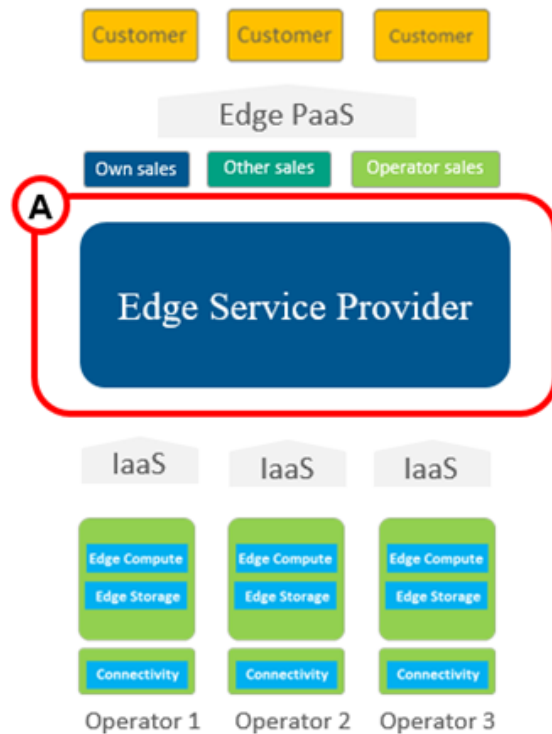 Customer Customer Customer
Edge PaaS
Own sales Other sales Operator sales
A
Edge Service Provider
IaaS IaaS IaaS
Edge Compute Edge Compute Edge Compute
Edge Storage Edge Storage Edge Storage
Connectivity Connectivity Connectivity
Operator 1 Operator 2 Operator 3